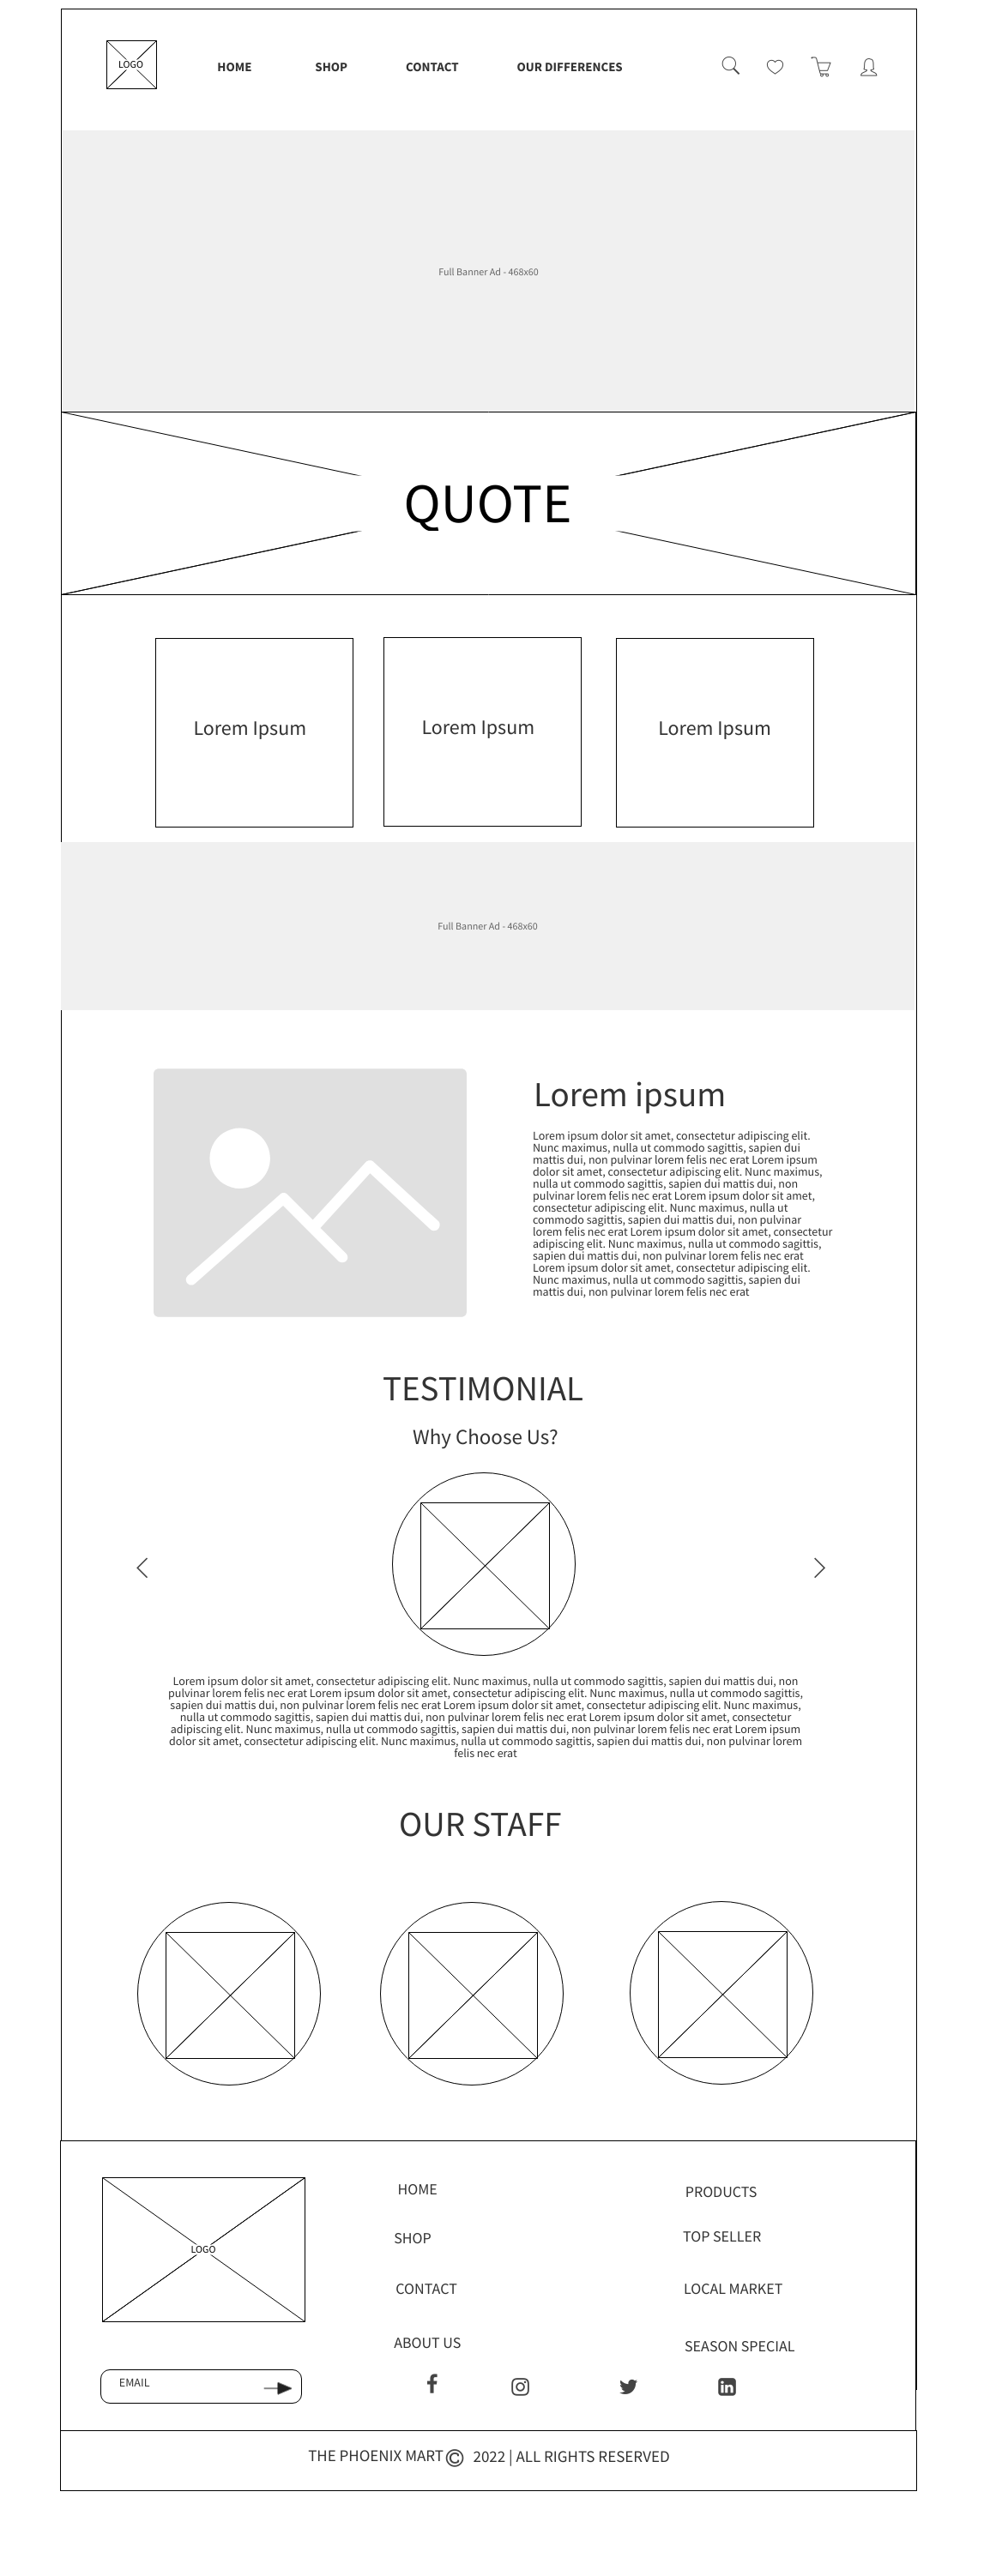 LOGO
HOME
SHOP
CONTACT
OUR DIFFERENCES
Full Banner Ad - 468x60
QUOTE
Lorem Ipsum
Lorem Ipsum
Lorem Ipsum
Full Banner Ad - 468x60
Lorem ipsum
Lorem ipsum dolor sit amet, consectetur adipiscing elit.
Nunc maximus, nulla ut commodo sagittis, sapien dui
mattis dui, non pulvinar lorem felis nec erat Lorem ipsum
dolor sit amet, consectetur adipiscing elit. Nunc maximus,
nulla ut commodo sagittis, sapien dui mattis dui, non
pulvinar lorem felis nec erat Lorem ipsum dolor sit amet,
consectetur adipiscing elit. Nunc maximus, nulla ut
commodo sagittis, sapien dui mattis dui, non pulvinar
lorem felis nec erat Lorem ipsum dolor sit amet, consectetur
adipiscing elit. Nunc maximus, nulla ut commodo sagittis,
sapien dui mattis dui, non pulvinar lorem felis nec erat
Lorem ipsum dolor sit amet, consectetur adipiscing elit.
Nunc maximus, nulla ut commodo sagittis, sapien dui
mattis dui, non pulvinar lorem felis nec erat
TESTIMONIAL
Why Choose Us?
Lorem ipsum dolor sit amet, consectetur adipiscing elit. Nunc maximus, nulla ut commodo sagittis, sapien dui mattis dui, non
pulvinar lorem felis nec erat Lorem ipsum dolor sit amet, consectetur adipiscing elit. Nunc maximus, nulla ut commodo sagittis,
sapien dui mattis dui, non pulvinar lorem felis nec erat Lorem ipsum dolor sit amet, consectetur adipiscing elit. Nunc maximus,
nulla ut commodo sagittis, sapien dui mattis dui, non pulvinar lorem felis nec erat Lorem ipsum dolor sit amet, consectetur
adipiscing elit. Nunc maximus, nulla ut commodo sagittis, sapien dui mattis dui, non pulvinar lorem felis nec erat Lorem ipsum
dolor sit amet, consectetur adipiscing elit. Nunc maximus, nulla ut commodo sagittis, sapien dui mattis dui, non pulvinar lorem
felis nec erat
OUR STAFF
LOGO
EMAIL
HOME
SHOP
CONTACT
ABOUT US
PRODUCTS
TOP SELLER
LOCAL MARKET
SEASON SPECIAL
THE PHOENIX MART © 2022 | ALL RIGHTS RESERVED